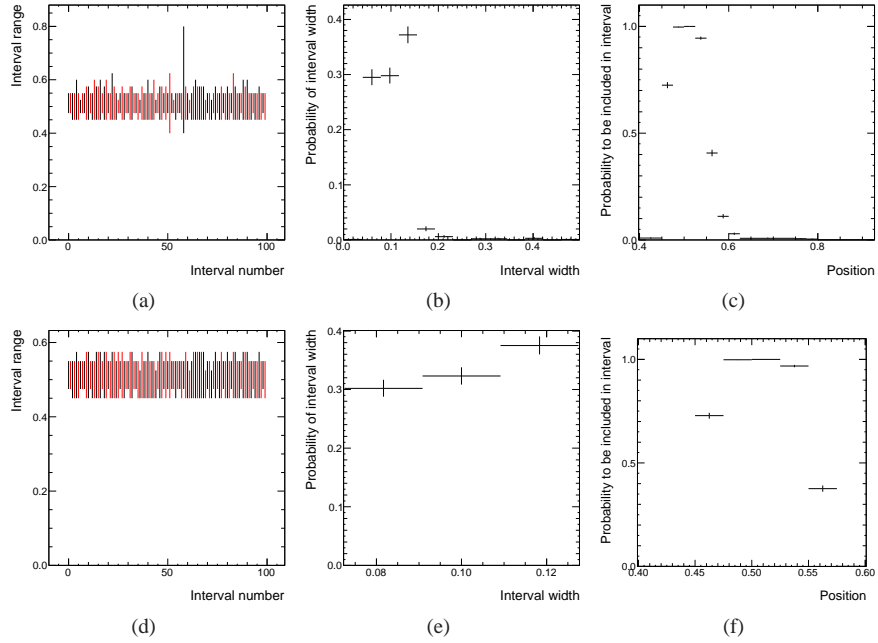 Interval range
0.8
0.6
0.4
0.2
0.0
0 50 100
Interval number
(a)
Probability of interval width
0.4
0.3
0.2
0.1
0.0
0.0 0.1 0.2 0.3 0.4
Interval width
(b)
Probability to be included in interval
1.0
0.5
0.0
0.4 0.6 0.8
Position
(c)
Interval range
0.6
0.4
0.2
0.0
0 50 100
Interval number
(d)
Probability of interval width
0.4
0.3
0.2
0.1
0.0
0.08 0.10 0.12
Interval width
(e)
Probability to be included in interval
1.0
0.5
0.0
0.40 0.45 0.50 0.55 0.60
Position
(f)